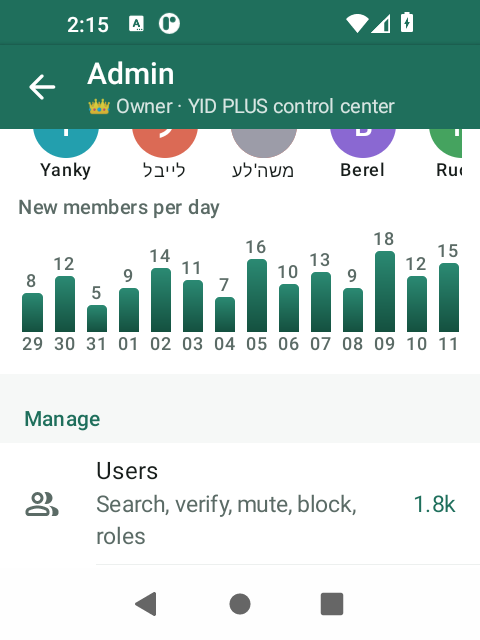 2:15
Admin
👑 Owner · YID PLUS control center
Yanky
לייבל
משה'לע
Berel
New members per day
8 12 5 9 14 11 7 16 10 13 9 18 12 15
29 30 31 01 02 03 04 05 06 07 08 09 10 11
Manage
Users
Search, verify, mute, block,
roles
1.8k